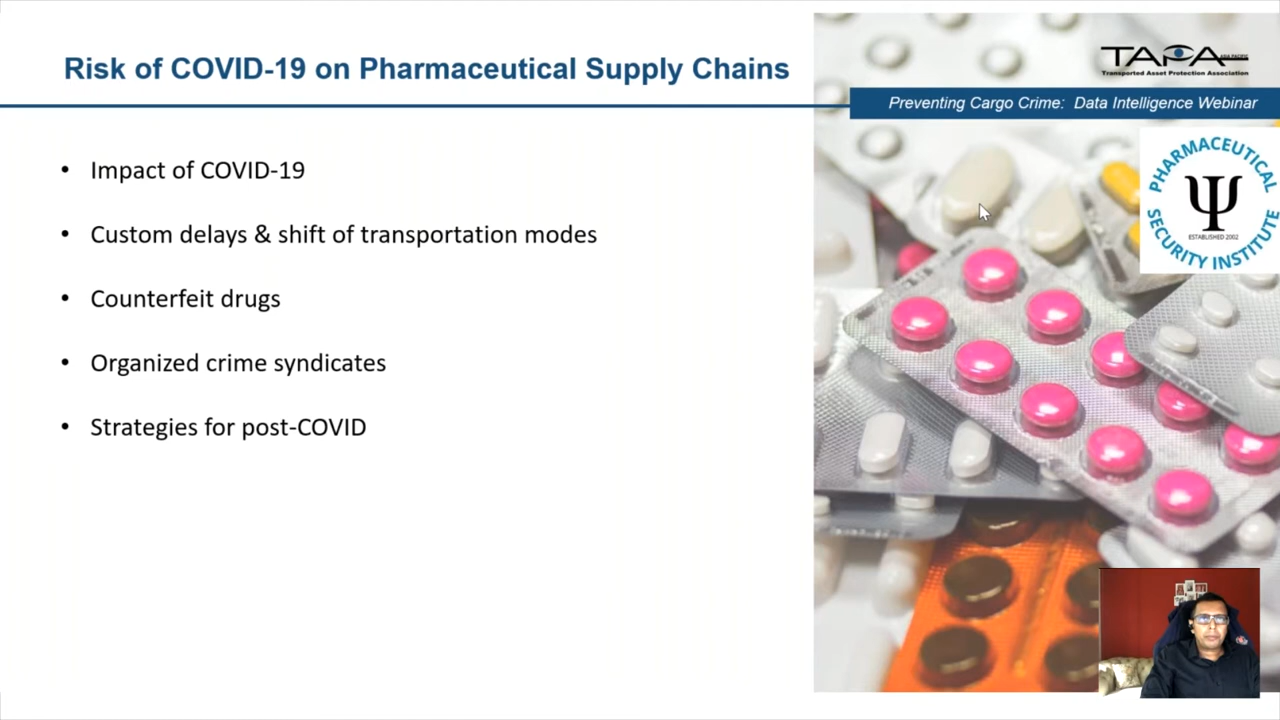 Risk of COVID-19 on Pharmaceutical Supply Chains
TAPA
ASIA PACIFIC
Transported Asset Protection Association
Preventing Cargo Crime: Data Intelligence Webinar
• Impact of COVID-19
• Custom delays & shift of transportation modes
• Counterfeit drugs
• Organized crime syndicates
• Strategies for post-COVID
PHARMACEUTICAL
ESTABLISHED 2002
SECURITY INSTITUTE